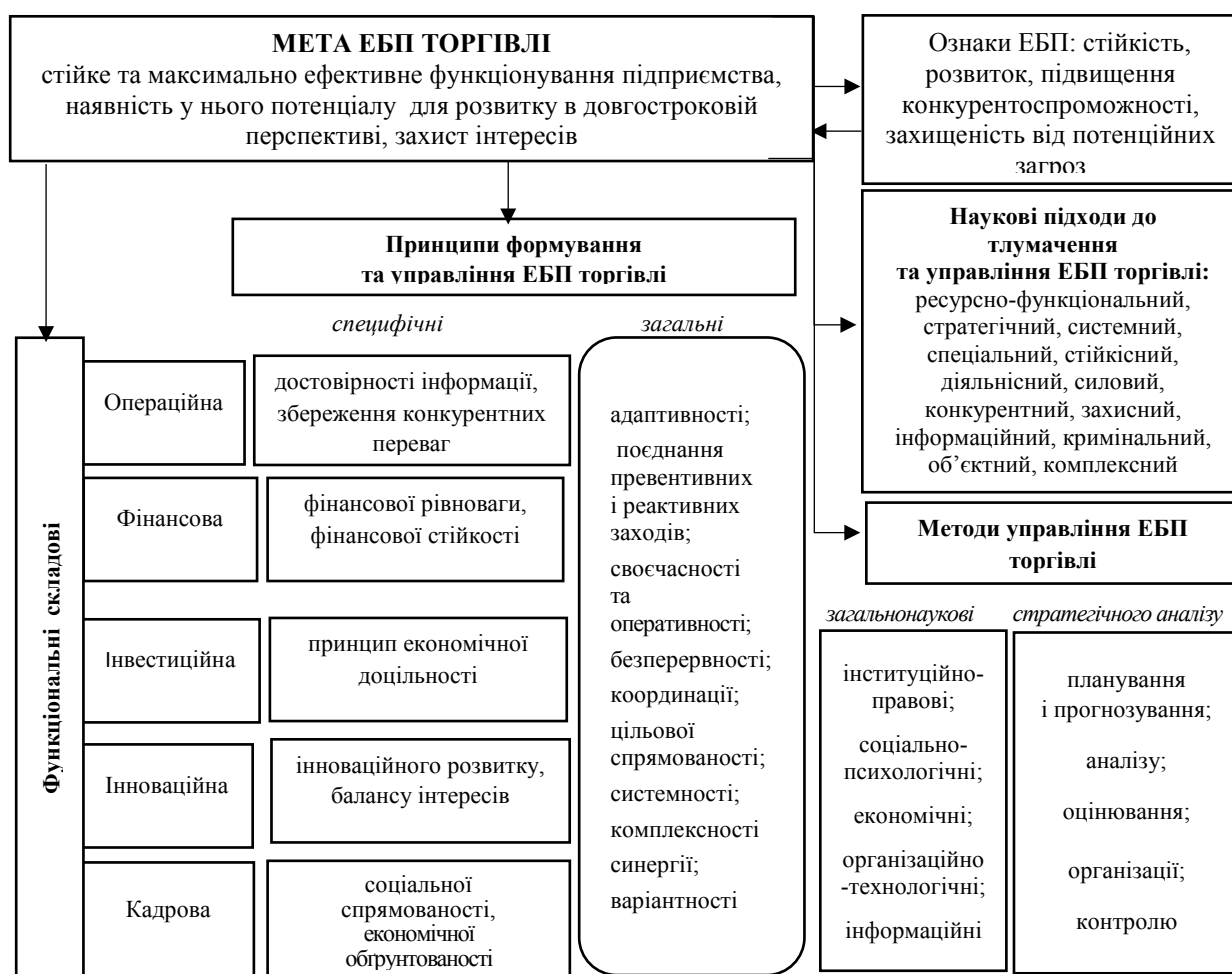 МЕТА ЕБП ТОРГІВЛІ
стійке та максимально ефективне функціонування підприємства,
наявність у нього потенціалу для розвитку в довгостроковій
перспективі, захист інтересів
Ознаки ЕБП: стійкість,
розвиток, підвищення
конкурентоспроможності,
захищеність від потенційних
загроз
Принципи формування
та управління ЕБП торгівлі
Наукові підходи до
тлумачення
та управління ЕБП торгівлі:
ресурсно-функціональний,
стратегічний, системний,
спеціальний, стійкісний,
діяльнісний, силовий,
конкурентний, захисний,
інформаційний, кримінальний,
об’єктний, комплексний
специфічні
загальні
Функціональні складові
Операційна
достовірності інформації,
збереження конкурентних
переваг
Фінансова
фінансової рівноваги,
фінансової стійкості
Інвестиційна
принцип економічної
доцільності
Інноваційна
інноваційного розвитку,
балансу інтересів
Кадрова
соціальної
спрямованості,
економічної
обґрунтованості
адаптивності;
поєднання
превентивних
і реактивних
заходів;
своєчасності
та
оперативності;
безперервності;
координації;
цільової
спрямованості;
системності;
комплексності
синергії;
варіантності
Методи управління ЕБП
торгівлі
загальнонаукові
стратегічного аналізу
інституційно-
правові;
соціально-
психологічні;
економічні;
організаційно
-технологічні;
інформаційні
планування
і прогнозування;
аналізу;
оцінювання;
організації;
контролю